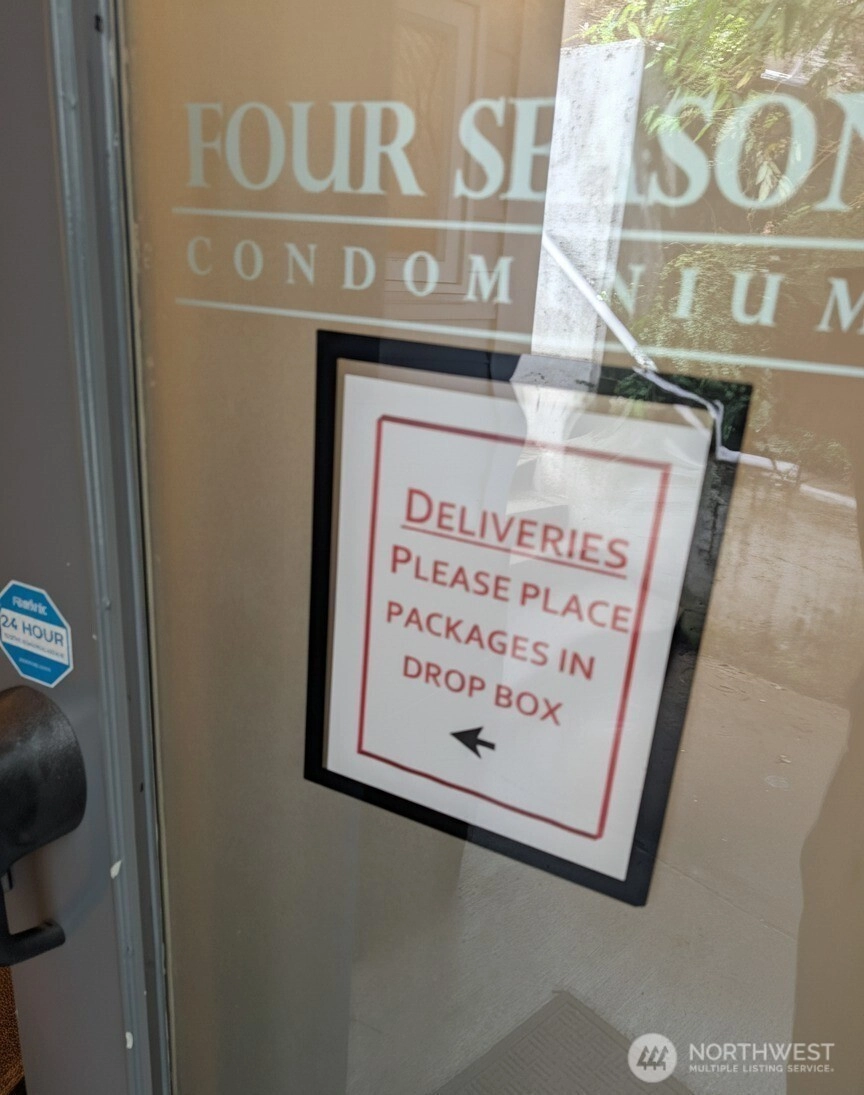 FOUR SEASON
CONDOMINIUM
DELIVERIES
PLEASE PLACE
PACKAGES IN
DROP BOX
24 HOUR
NORTHWEST
MULTIPLE LISTING SERVICE®